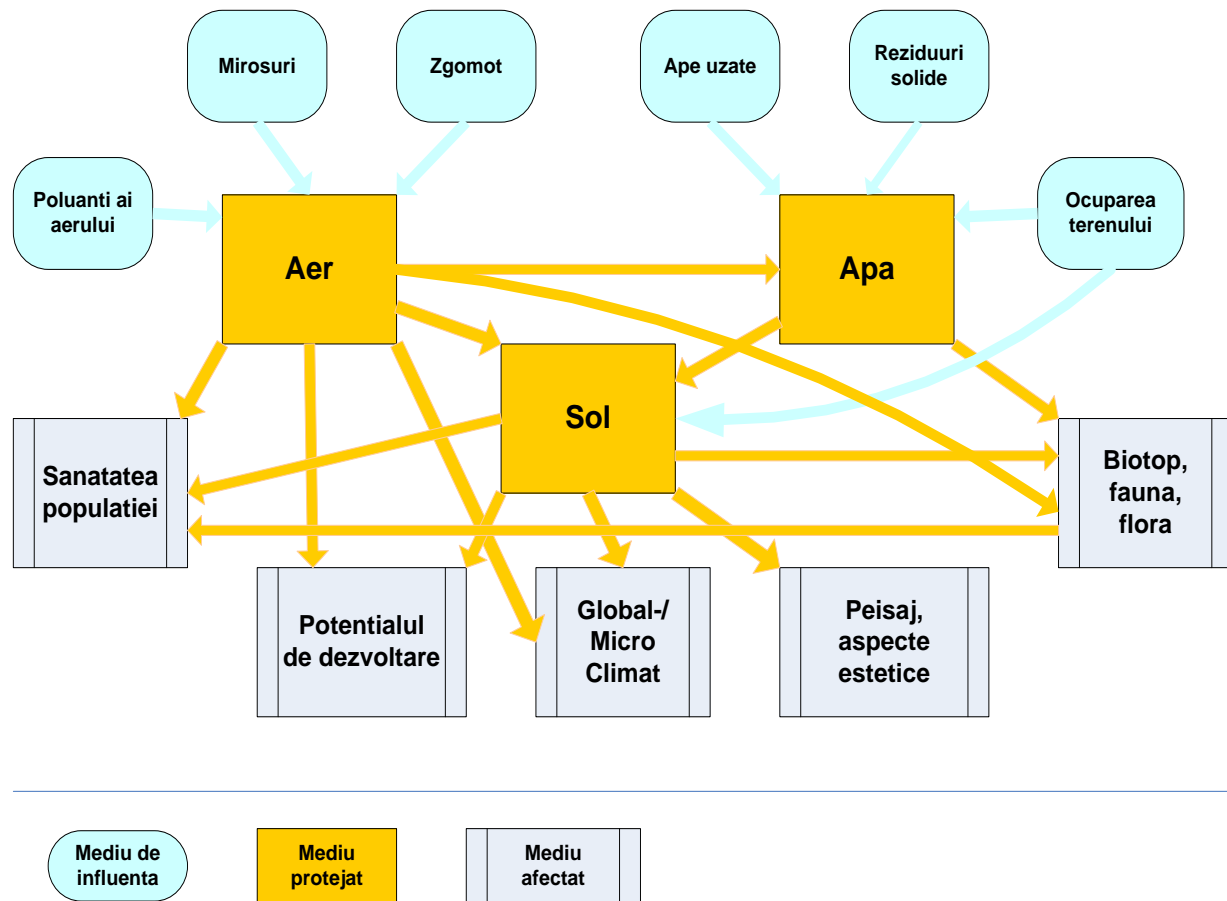 Mirosuri
Zgomot
Ape uzate
Reziduuri
solide
Poluanti ai
aerului
Ocuparea
terenului
Aer
Apa
Sol
Sanatatea
populatiei
Biotop,
fauna,
flora
Potentialul
de dezvoltare
Global-/
Micro
Climat
Peisaj,
aspecte
estetice
Mediu de
influenta
Mediu
protejat
Mediu
afectat